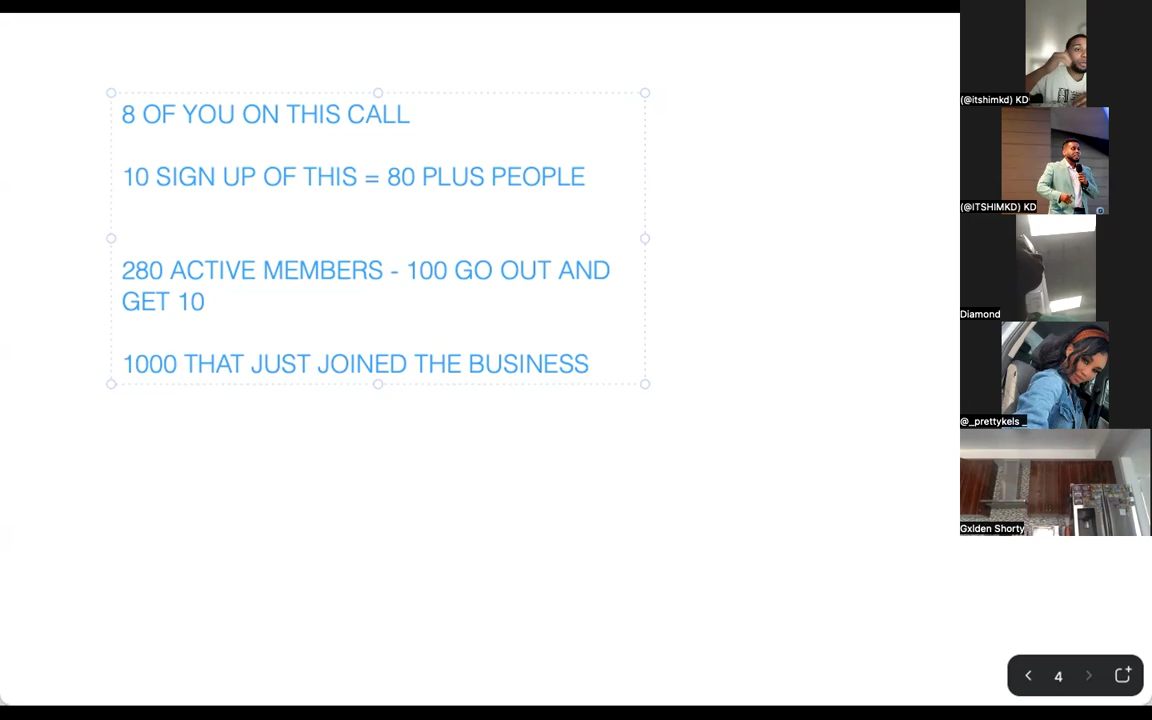 8 OF YOU ON THIS CALL
10 SIGN UP OF THIS = 80 PLUS PEOPLE
280 ACTIVE MEMBERS - 100 GO OUT AND
GET 10
1000 THAT JUST JOINED THE BUSINESS
(@itshimkd) KD
(@ITSHIMKD) KD
Diamond
@_prettykels_
Gxlden Shorty
4